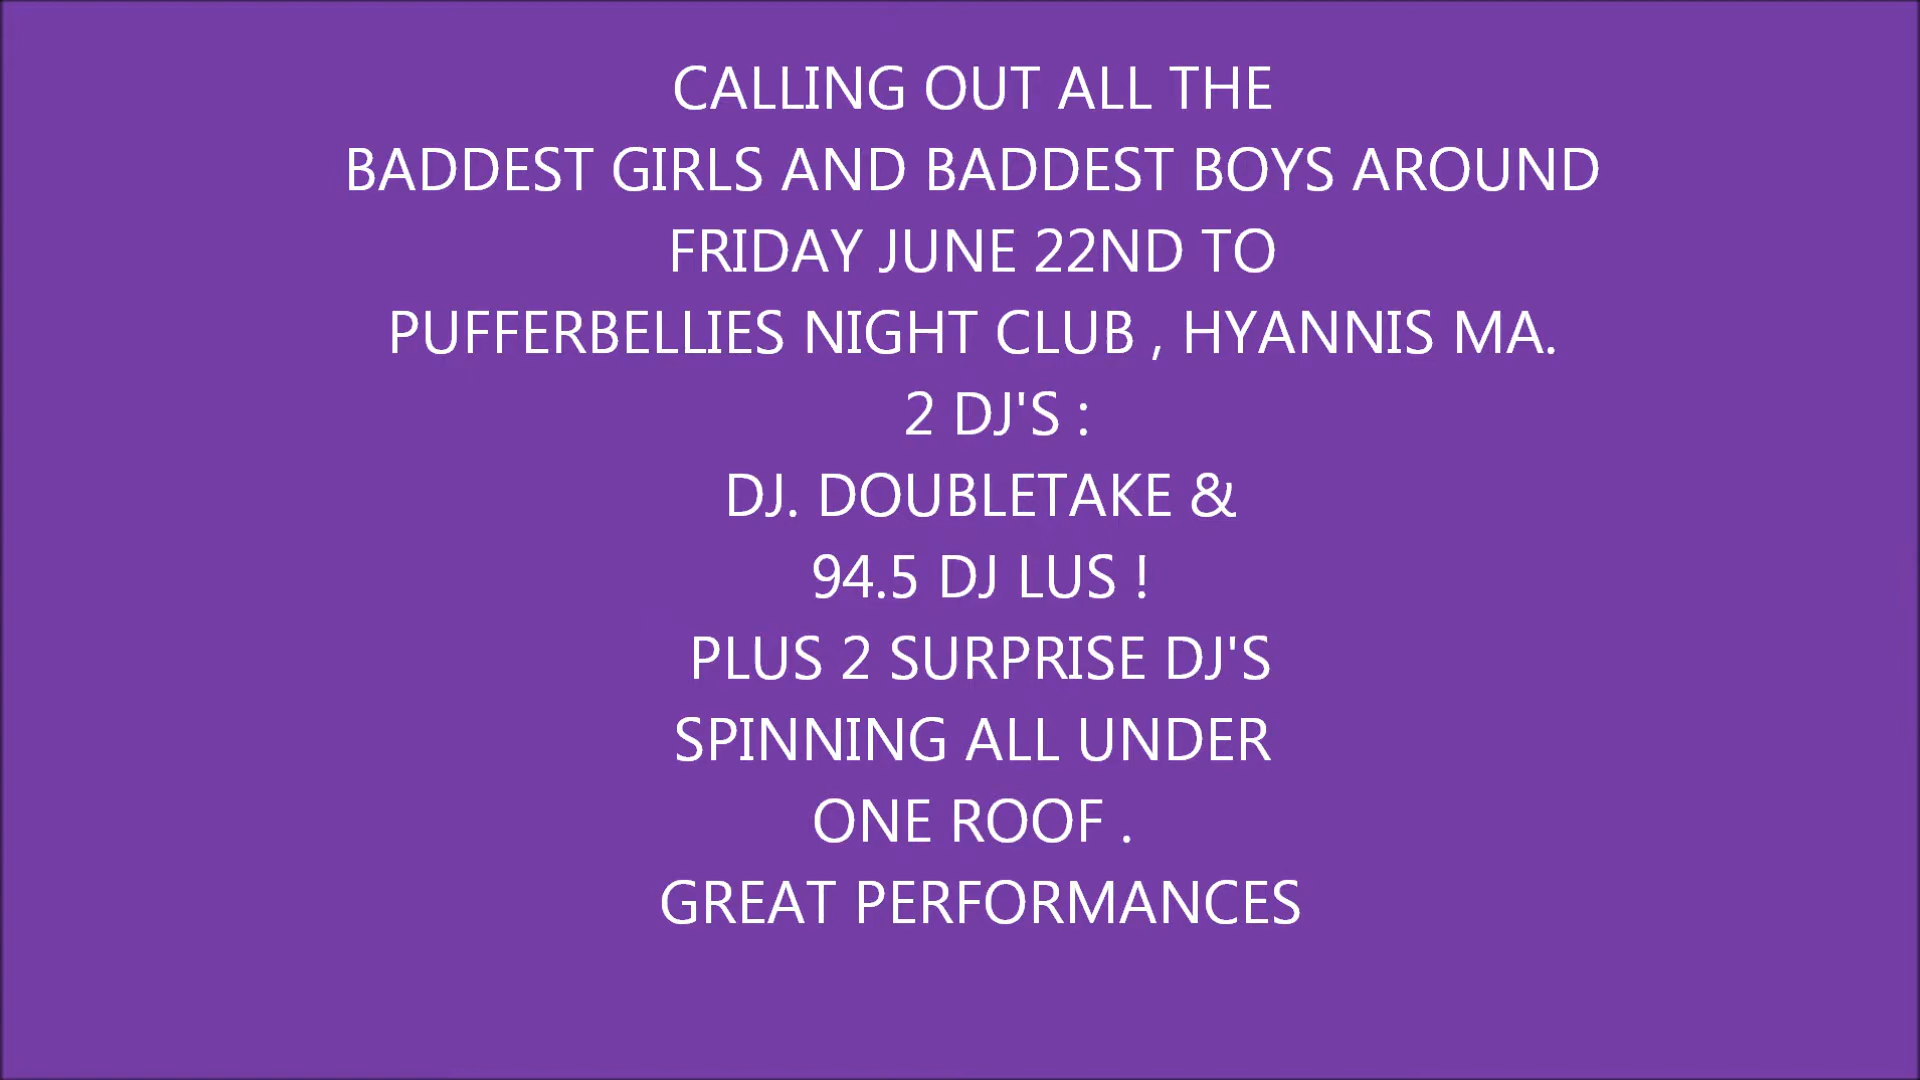 CALLING OUT ALL THE
BADDEST GIRLS AND BADDEST BOYS AROUND
FRIDAY JUNE 22ND TO
PUFFERBELLIES NIGHT CLUB , HYANNIS MA.
2 DJ'S :
DJ. DOUBLETAKE &
94.5 DJ LUS !
PLUS 2 SURPRISE DJ'S
SPINNING ALL UNDER
ONE ROOF .
GREAT PERFORMANCES